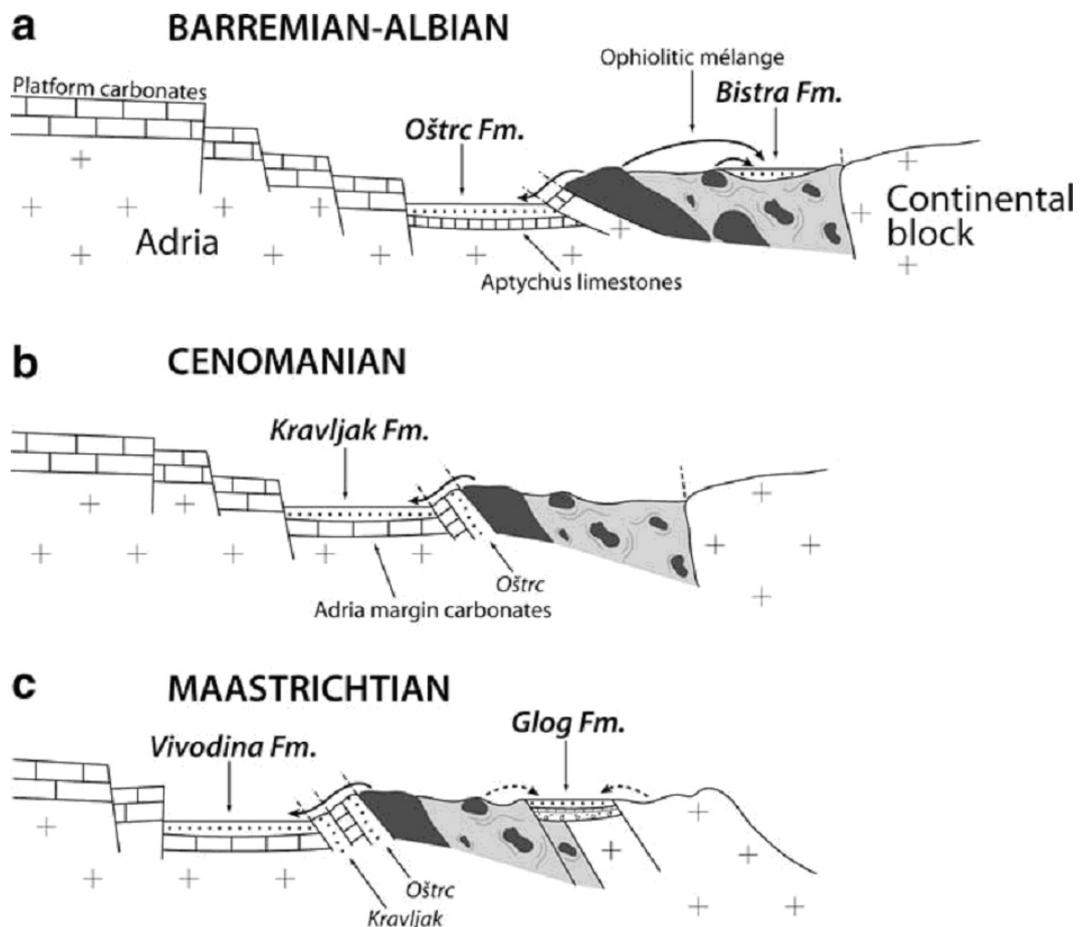 a BARREMIAN-ALBIAN
Ophiolitic mélange
Platform carbonates
Bistra Fm.
Oštrc Fm.
Adria
Continental
block
Aptychus limestones
b CENOMANIAN
Kravljak Fm.
Oštrc
Adria margin carbonates
c MAASTRICHTIAN
Glog Fm.
Vivodina Fm.
Oštrc
Kravljak